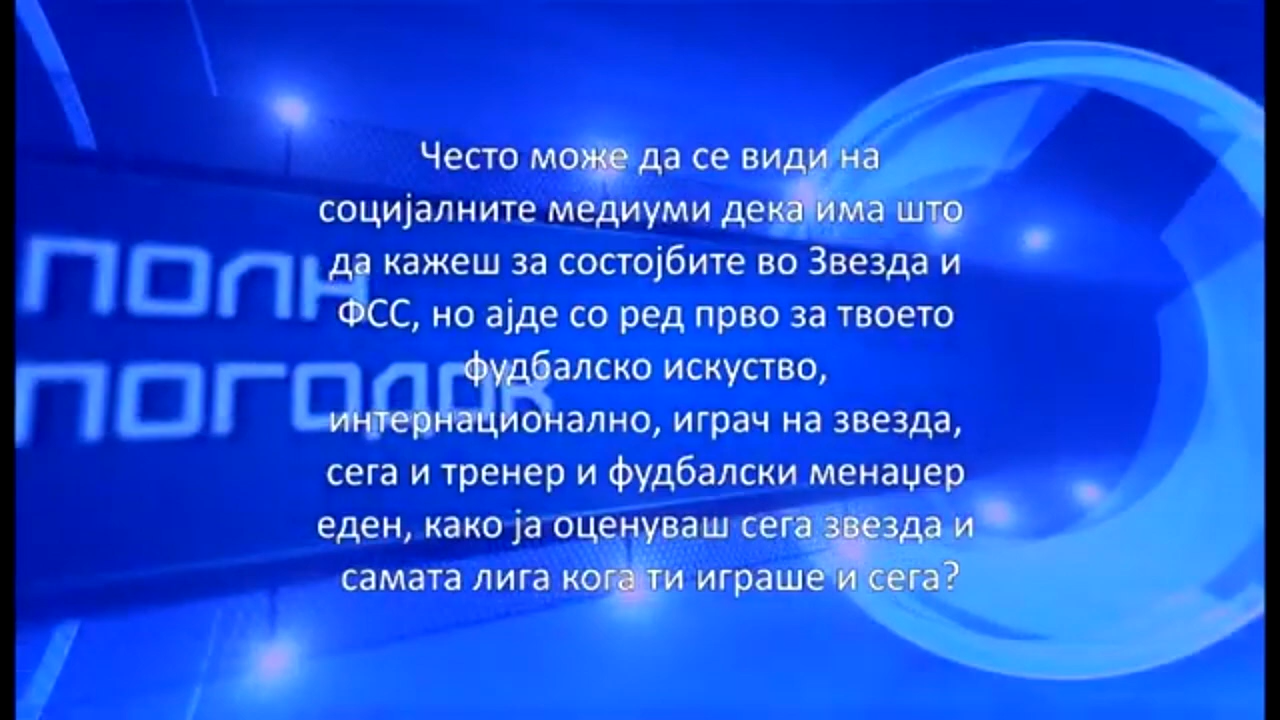 Често може да се види на
социјалните медиуми дека има што
да кажеш за состојбите во Звезда и
ФСС, но ајде со ред прво за твоето
фудбалско искуство,
интернационално, играч на звезда,
сега и тренер и фудбалски менаџер
еден, како ја оценуваш сега звезда и
самата лига кога ти играше и сега?
ПОЛН
ПОГОДОК